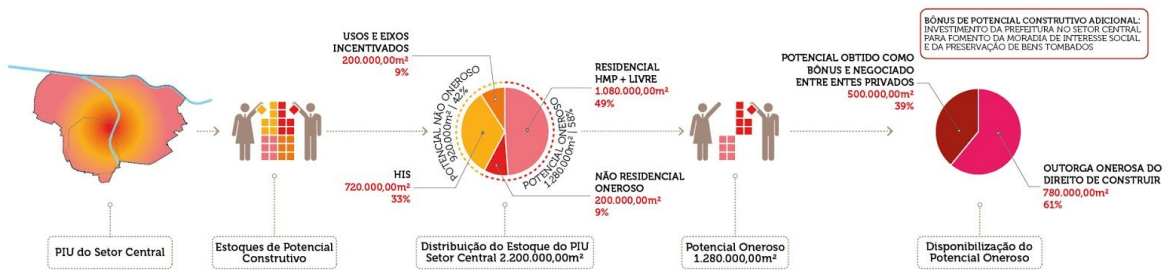 BÔNUS DE POTENCIAL CONSTRUTIVO ADICIONAL:
INVESTIMENTO DA PREFEITURA NO SETOR CENTRAL
PARA FOMENTO DA MORADIA DE INTERESSE SOCIAL
E DA PRESERVAÇÃO DE BENS TOMBADOS
USOS E EIXOS
INCENTIVADOS
200.000,00m²
9%
POTENCIAL NÃO ONEROSO
920.000m² | 42%
RESIDENCIAL
HMP + LIVRE
1.080.000,00m²
49%
POTENCIAL ONEROSO
1.280.000m² | 58%
HIS
720.000,00m²
33%
NÃO RESIDENCIAL
ONEROSO
200.000,00m²
9%
POTENCIAL OBTIDO COMO
BÔNUS E NEGOCIADO
ENTRE ENTES PRIVADOS
500.000,00m²
39%
OUTORGA ONEROSA DO
DIREITO DE CONSTRUIR
780.000,00m²
61%
PIU do Setor Central
Estoques de Potencial
Construtivo
Distribuição do Estoque do PIU
Setor Central 2.200.000,00m²
Potencial Oneroso
1.280.000,00m²
Disponibilização do
Potencial Oneroso